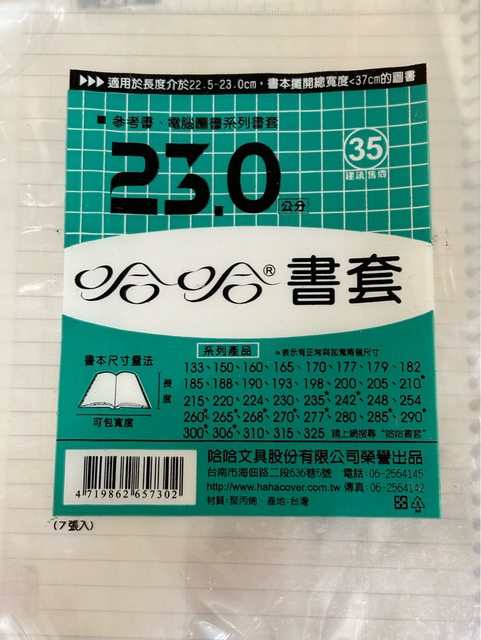 ▶▶▶ 適用於長度介於22.5-23.0cm，書本攤開總寬度<37cm的圖書
■ 參考書、電腦圖書系列書套
23.0 公分
35
建議售價
哈哈® 書套
系列產品 *表示有正常與加寬兩種尺寸
書本尺寸量法
長度
可包寬度
133、150、160、165、170、177、179、182
185、188、190、193、198、200、205、210*
215、220、224、230、235*、242*、248、254
260*、265*、268*、270*、277*、280、285*、290*
300*、306*、310、315、325 請上網搜尋“哈哈書套”
哈哈文具股份有限公司榮譽出品
台南市海佃路二段636巷5號 電話:06-2564145
http://www.hahacover.com.tw 傳真:06-2564142
材質:聚丙烯．產地:台灣
PP
4719862657302
(7張入)